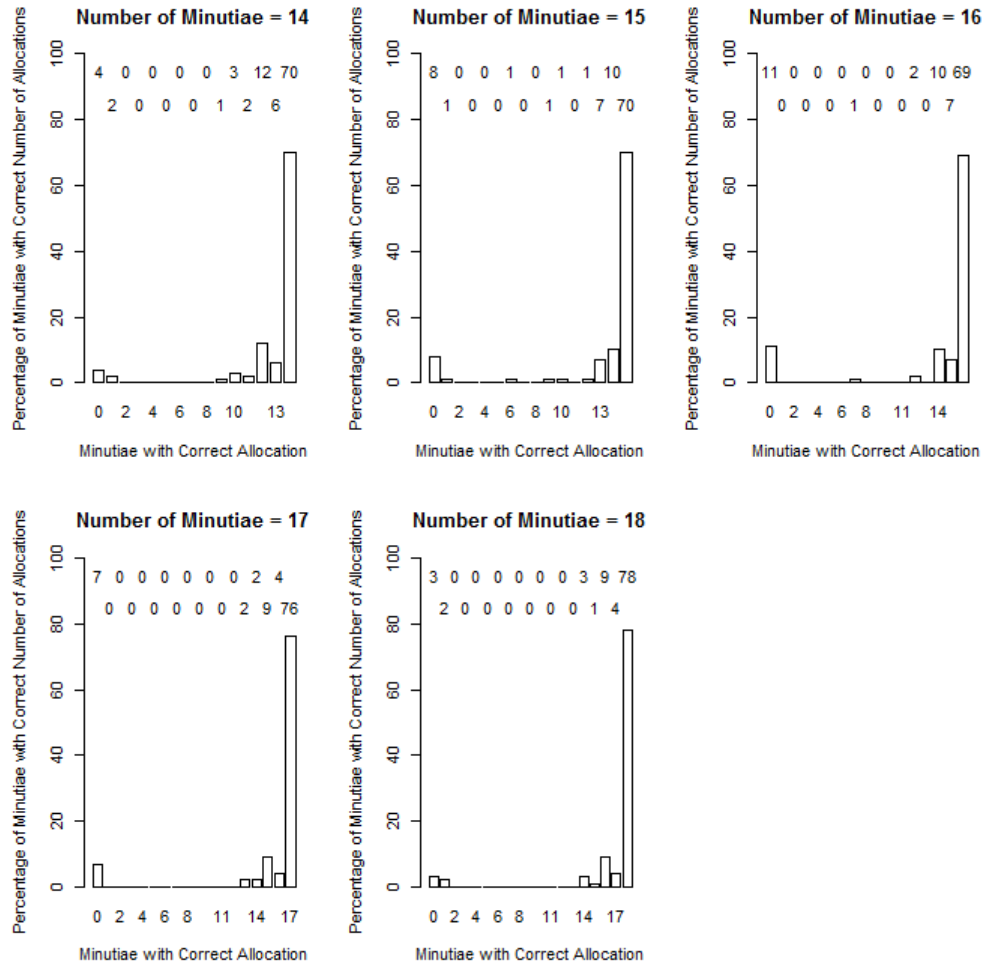 Number of Minutiae = 14
Percentage of Minutiae with Correct Number of Allocations
100
80
60
40
20
0
4 0 0 0 0 3 12 70
2 0 0 0 1 2 6
0 2 4 6 8 10 13
Minutiae with Correct Allocation
Number of Minutiae = 15
Percentage of Minutiae with Correct Number of Allocations
100
80
60
40
20
0
8 0 0 1 0 1 1 10
1 0 0 0 1 0 7 70
0 2 4 6 8 10 13
Minutiae with Correct Allocation
Number of Minutiae = 16
Percentage of Minutiae with Correct Number of Allocations
100
80
60
40
20
0
11 0 0 0 0 0 2 10 69
0 0 0 1 0 0 0 7
0 2 4 6 8 11 14
Minutiae with Correct Allocation
Number of Minutiae = 17
Percentage of Minutiae with Correct Number of Allocations
100
80
60
40
20
0
7 0 0 0 0 0 0 2 4
0 0 0 0 0 0 2 9 76
0 2 4 6 8 11 14 17
Minutiae with Correct Allocation
Number of Minutiae = 18
Percentage of Minutiae with Correct Number of Allocations
100
80
60
40
20
0
3 0 0 0 0 0 0 3 9 78
2 0 0 0 0 0 0 1 4
0 2 4 6 8 11 14 17
Minutiae with Correct Allocation